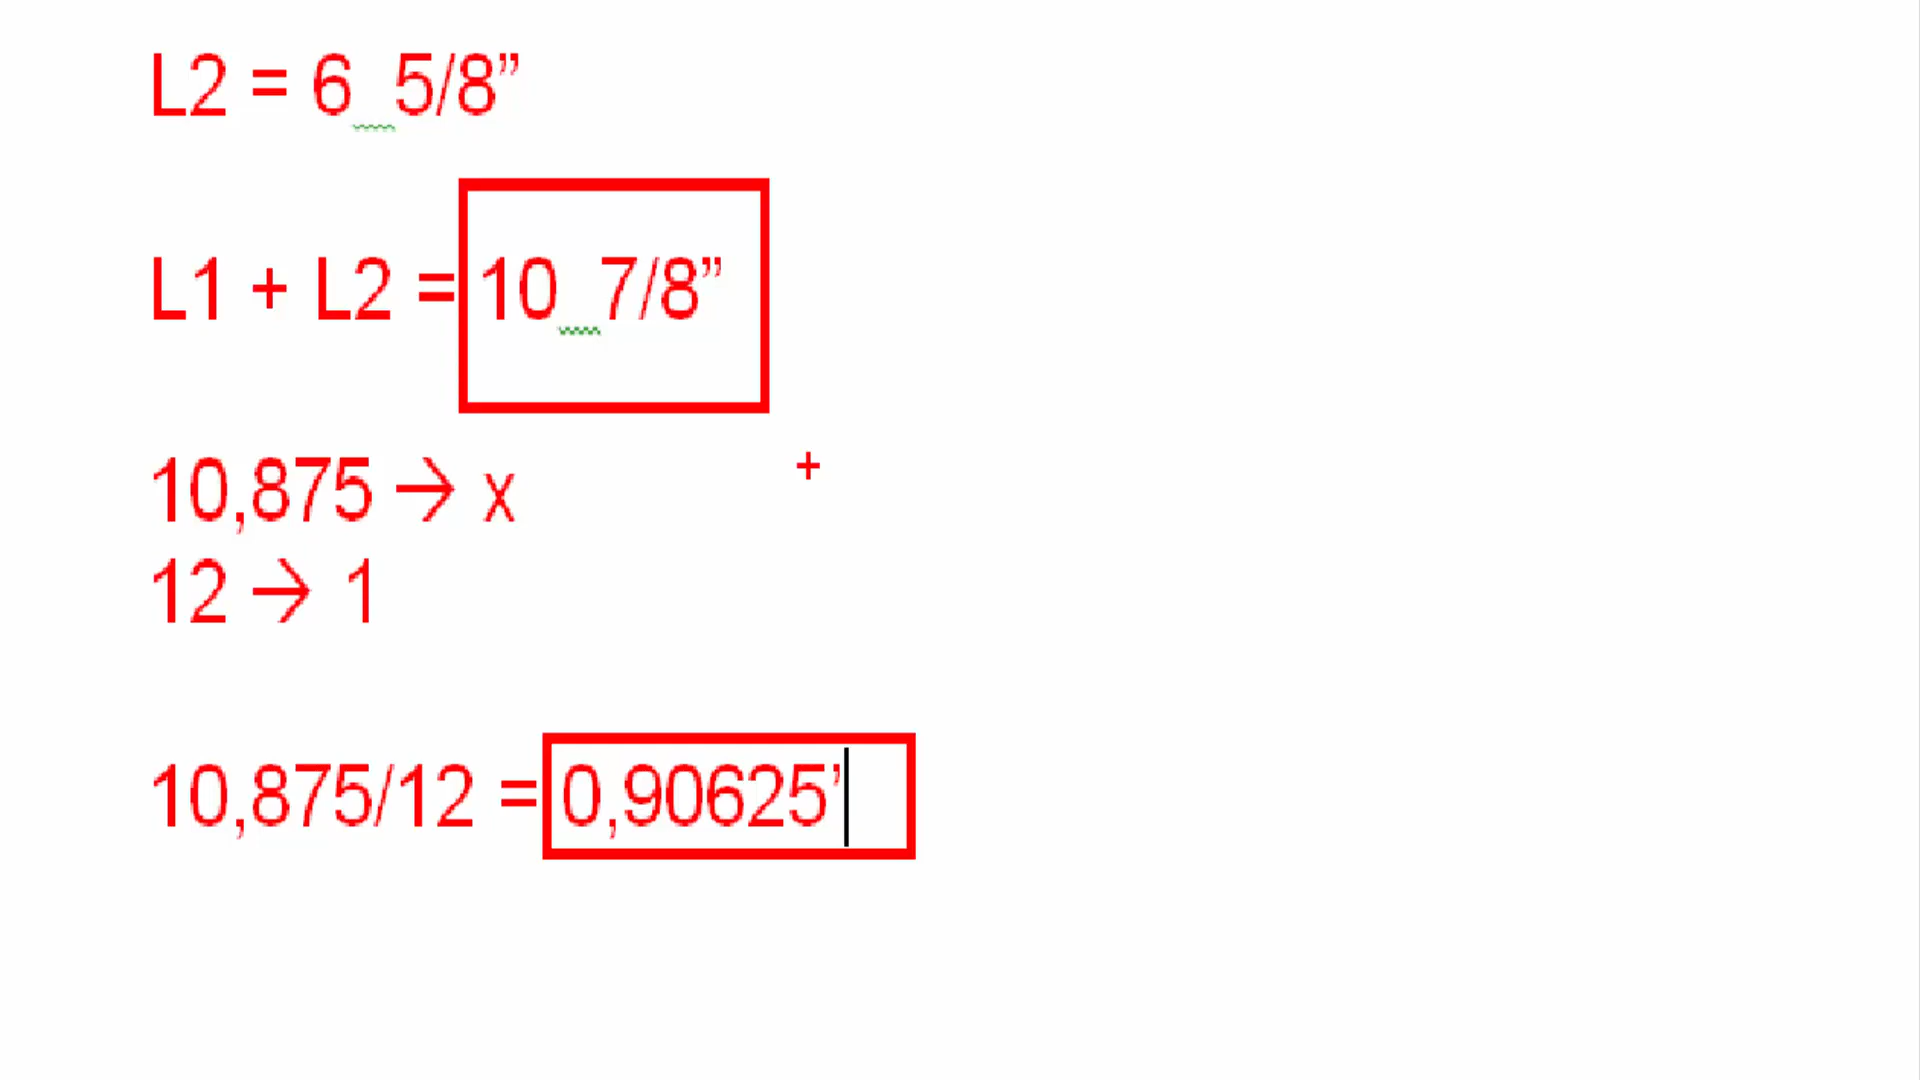 L2 = 6 5/8”
L1 + L2 = 10 7/8”
10,875 → x
+
12 → 1
10,875/12 = 0,90625’